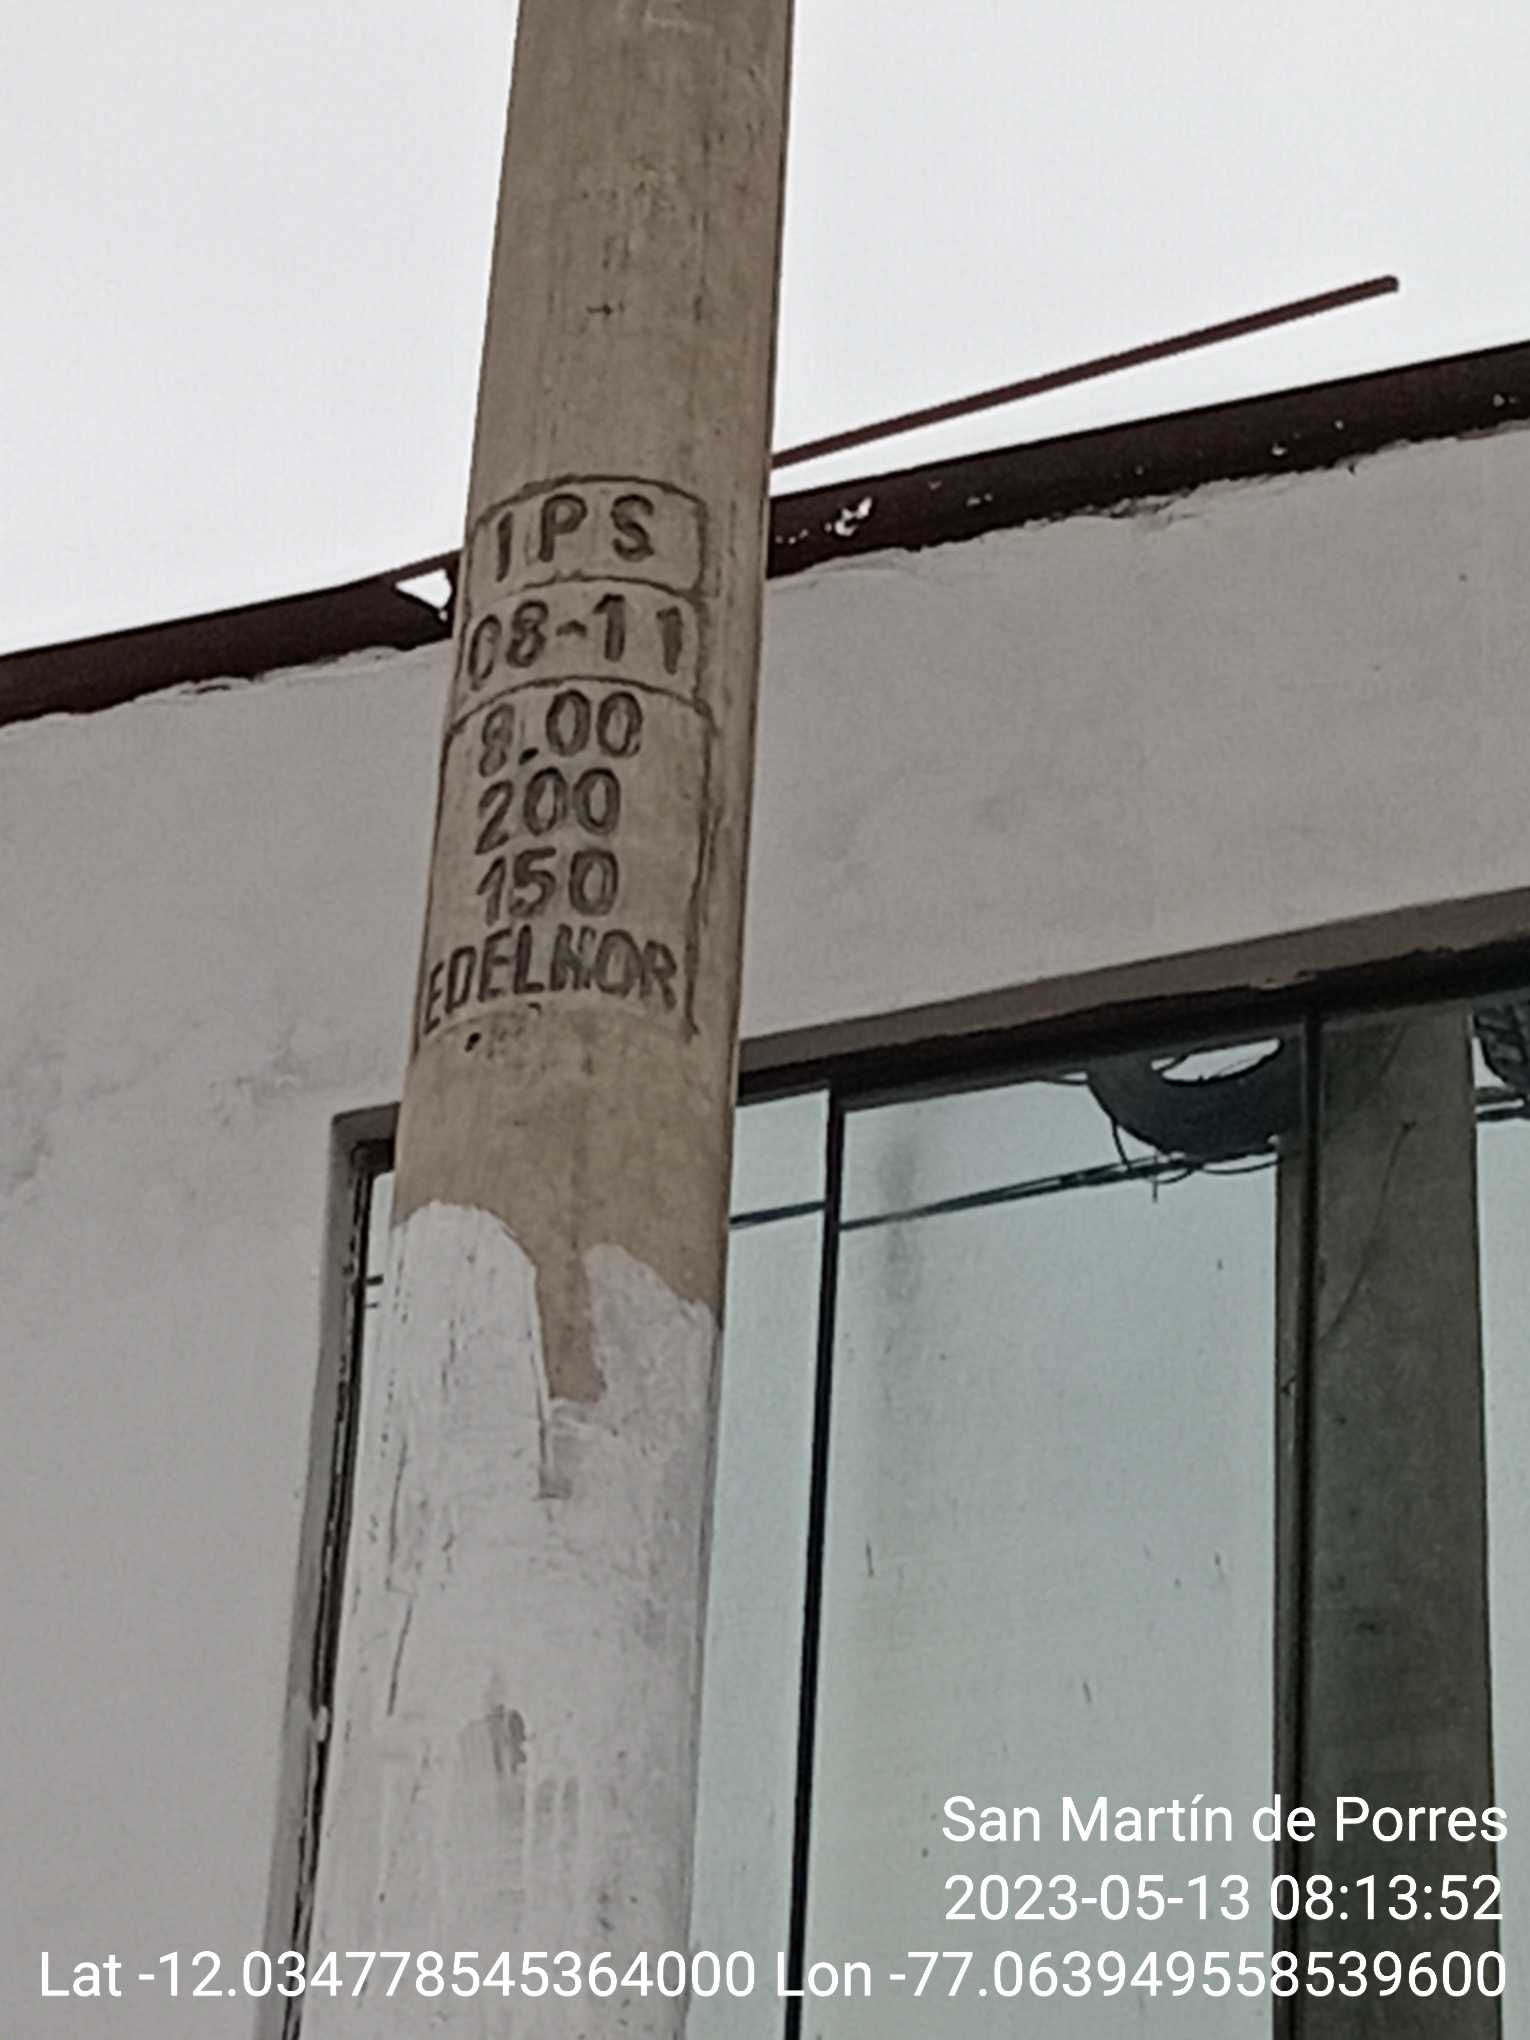 IPS
08-11
8.00
200
150
EDELNOR
San Martín de Porres
2023-05-13 08:13:52
Lat -12.034778545364000 Lon -77.063949558539600